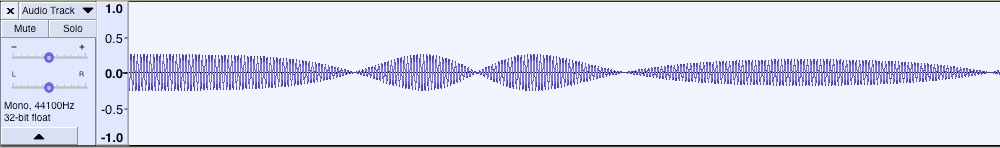 × Audio Track ▼
Mute Solo
- +
L R
Mono, 44100Hz
32-bit float
1.0
0.5
0.0
-0.5
-1.0